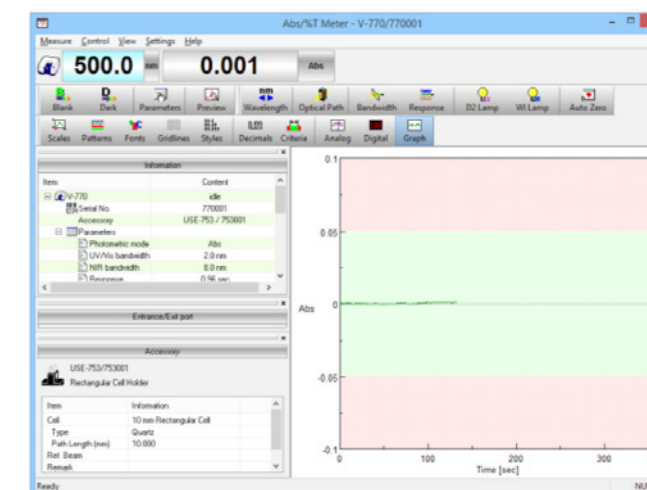 Abs/%T Meter - V-770/770001
Measure Control View Settings Help
500.0 nm 0.001 Abs
Blank Dark Parameters Preview Wavelength Optical Path Bandwidth Response D2 Lamp WI Lamp Auto Zero
Scales Patterns Fonts Gridlines Styles Decimals Criteria Analog Digital Graph
Information
Item Content
V-770 idle
Serial No. 770001
Accessory USE-753 / 753001
Parameters
Photometric mode Abs
UV/Vis bandwidth 2.0 nm
NIR bandwidth 8.0 nm
Response 0.96 sec
Entrance/Exit port
Accessory
USE-753/753001
Rectangular Cell Holder
Item Information
Cell 10 mm Rectangular Cell
Type Quartz
Path Length (mm) 10.000
Ref. Beam
Remark
Ready
0.1
0.05
Abs 0
-0.05
-0.1
0 100 200 300
Time [sec]